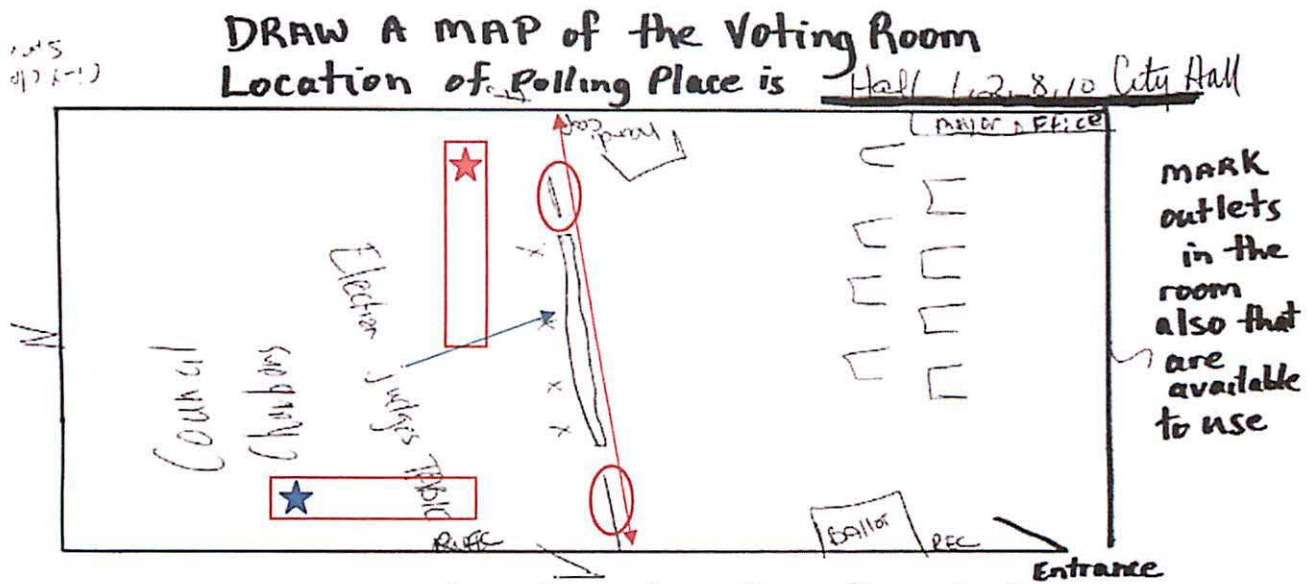 DRAW A MAP of the Voting Room
Location of Polling Place is Hall 1,2,8,10 City Hall
Mayor office
handicap
MARK
outlets
in the
room
also that
are
available
to use
x
Election
Judges TABLE
x
x
x
Council
Chambers
Ballot
REC
Entrance